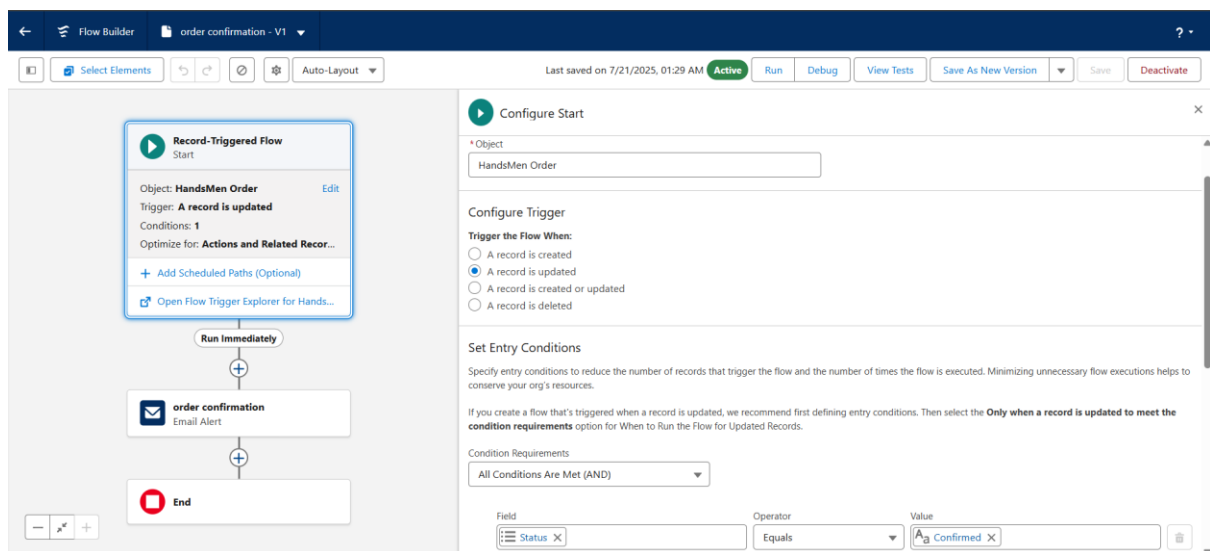 Flow Builder order confirmation - V1 ?
Select Elements Auto-Layout Last saved on 7/21/2025, 01:29 AM Active Run Debug View Tests Save As New Version Save Deactivate
Record-Triggered Flow
Start
Object: HandsMen Order Edit
Trigger: A record is updated
Conditions: 1
Optimize for: Actions and Related Recor...
+ Add Scheduled Paths (Optional)
Open Flow Trigger Explorer for Hands...
Run Immediately
order confirmation
Email Alert
End
Configure Start
* Object
HandsMen Order
Configure Trigger
Trigger the Flow When:
A record is created
A record is updated
A record is created or updated
A record is deleted
Set Entry Conditions
Specify entry conditions to reduce the number of records that trigger the flow and the number of times the flow is executed. Minimizing unnecessary flow executions helps to
conserve your org's resources.
If you create a flow that's triggered when a record is updated, we recommend first defining entry conditions. Then select the Only when a record is updated to meet the
condition requirements option for When to Run the Flow for Updated Records.
Condition Requirements
All Conditions Are Met (AND)
Field Operator Value
Status Equals Aa Confirmed